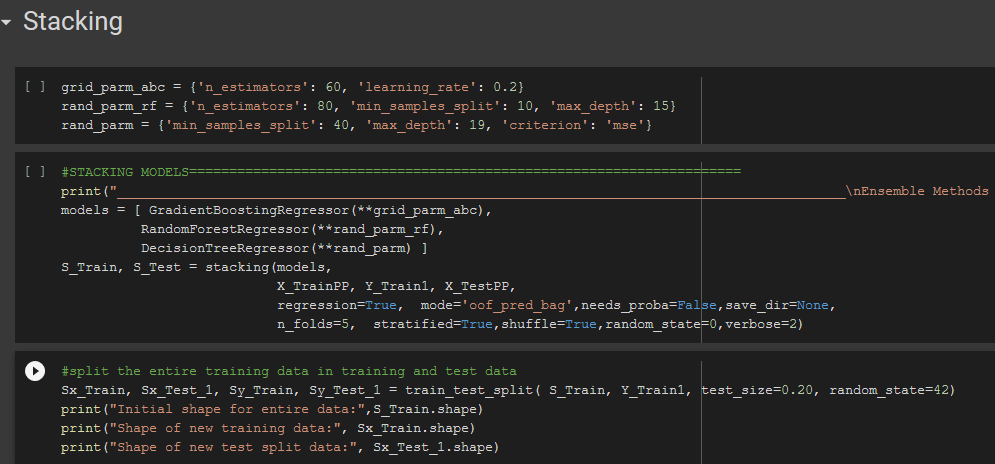 Stacking
[ ] grid_parm_abc = {'n_estimators': 60, 'learning_rate': 0.2}
rand_parm_rf = {'n_estimators': 80, 'min_samples_split': 10, 'max_depth': 15}
rand_parm = {'min_samples_split': 40, 'max_depth': 19, 'criterion': 'mse'}
[ ] #STACKING MODELS=====================================================================
print("___________________________________________________________________________________________\nEnsemble Methods
models = [ GradientBoostingRegressor(**grid_parm_abc),
RandomForestRegressor(**rand_parm_rf),
DecisionTreeRegressor(**rand_parm) ]
S_Train, S_Test = stacking(models,
X_TrainPP, Y_Train1, X_TestPP,
regression=True, mode='oof_pred_bag',needs_proba=False,save_dir=None,
n_folds=5, stratified=True,shuffle=True,random_state=0,verbose=2)
#split the entire training data in training and test data
Sx_Train, Sx_Test_1, Sy_Train, Sy_Test_1 = train_test_split( S_Train, Y_Train1, test_size=0.20, random_state=42)
print("Initial shape for entire data:",S_Train.shape)
print("Shape of new training data:", Sx_Train.shape)
print("Shape of new test split data:", Sx_Test_1.shape)